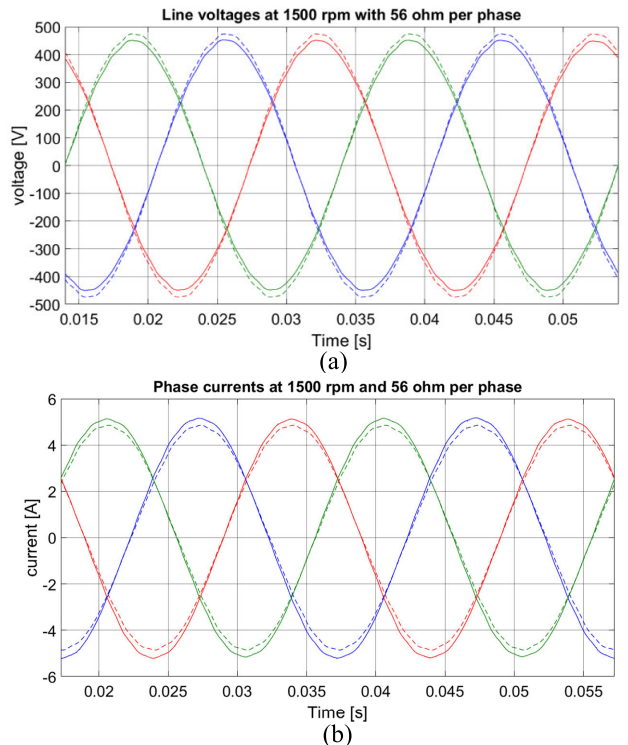 Line voltages at 1500 rpm with 56 ohm per phase
500
400
300
200
100
0
-100
-200
-300
-400
-500
voltage [V]
0.015 0.02 0.025 0.03 0.035 0.04 0.045 0.05
Time [s]
(a)
Phase currents at 1500 rpm and 56 ohm per phase
6
4
2
0
-2
-4
-6
current [A]
0.02 0.025 0.03 0.035 0.04 0.045 0.05 0.055
Time [s]
(b)